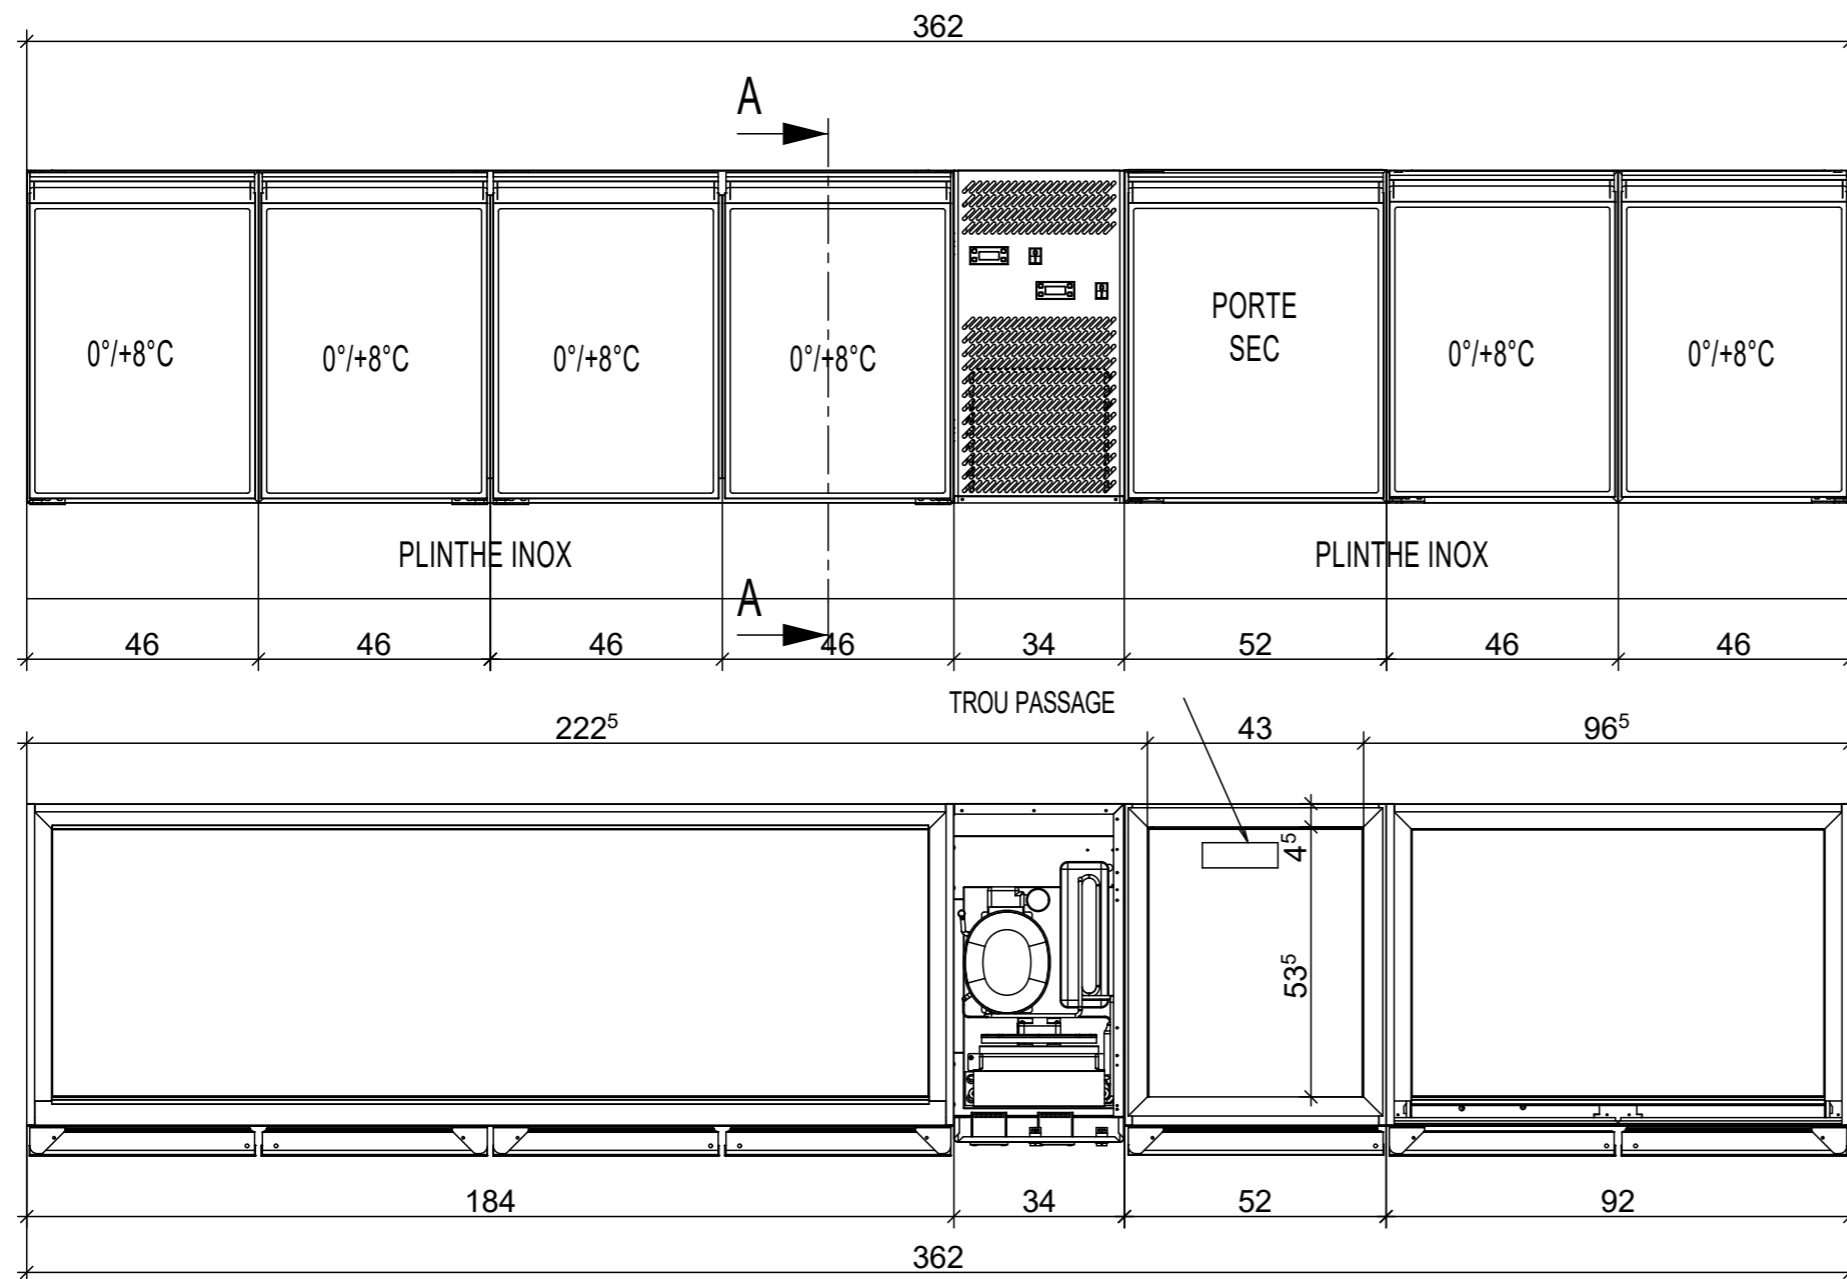 362
A
0°/+8°C
0°/+8°C
0°/+8°C
0°/+8°C
PORTE
SEC
0°/+8°C
0°/+8°C
PLINTHE INOX
PLINTHE INOX
A
46
46
46
46
34
52
46
46
TROU PASSAGE
222⁵
43
96⁵
4⁵
53⁵
184
34
52
92
362